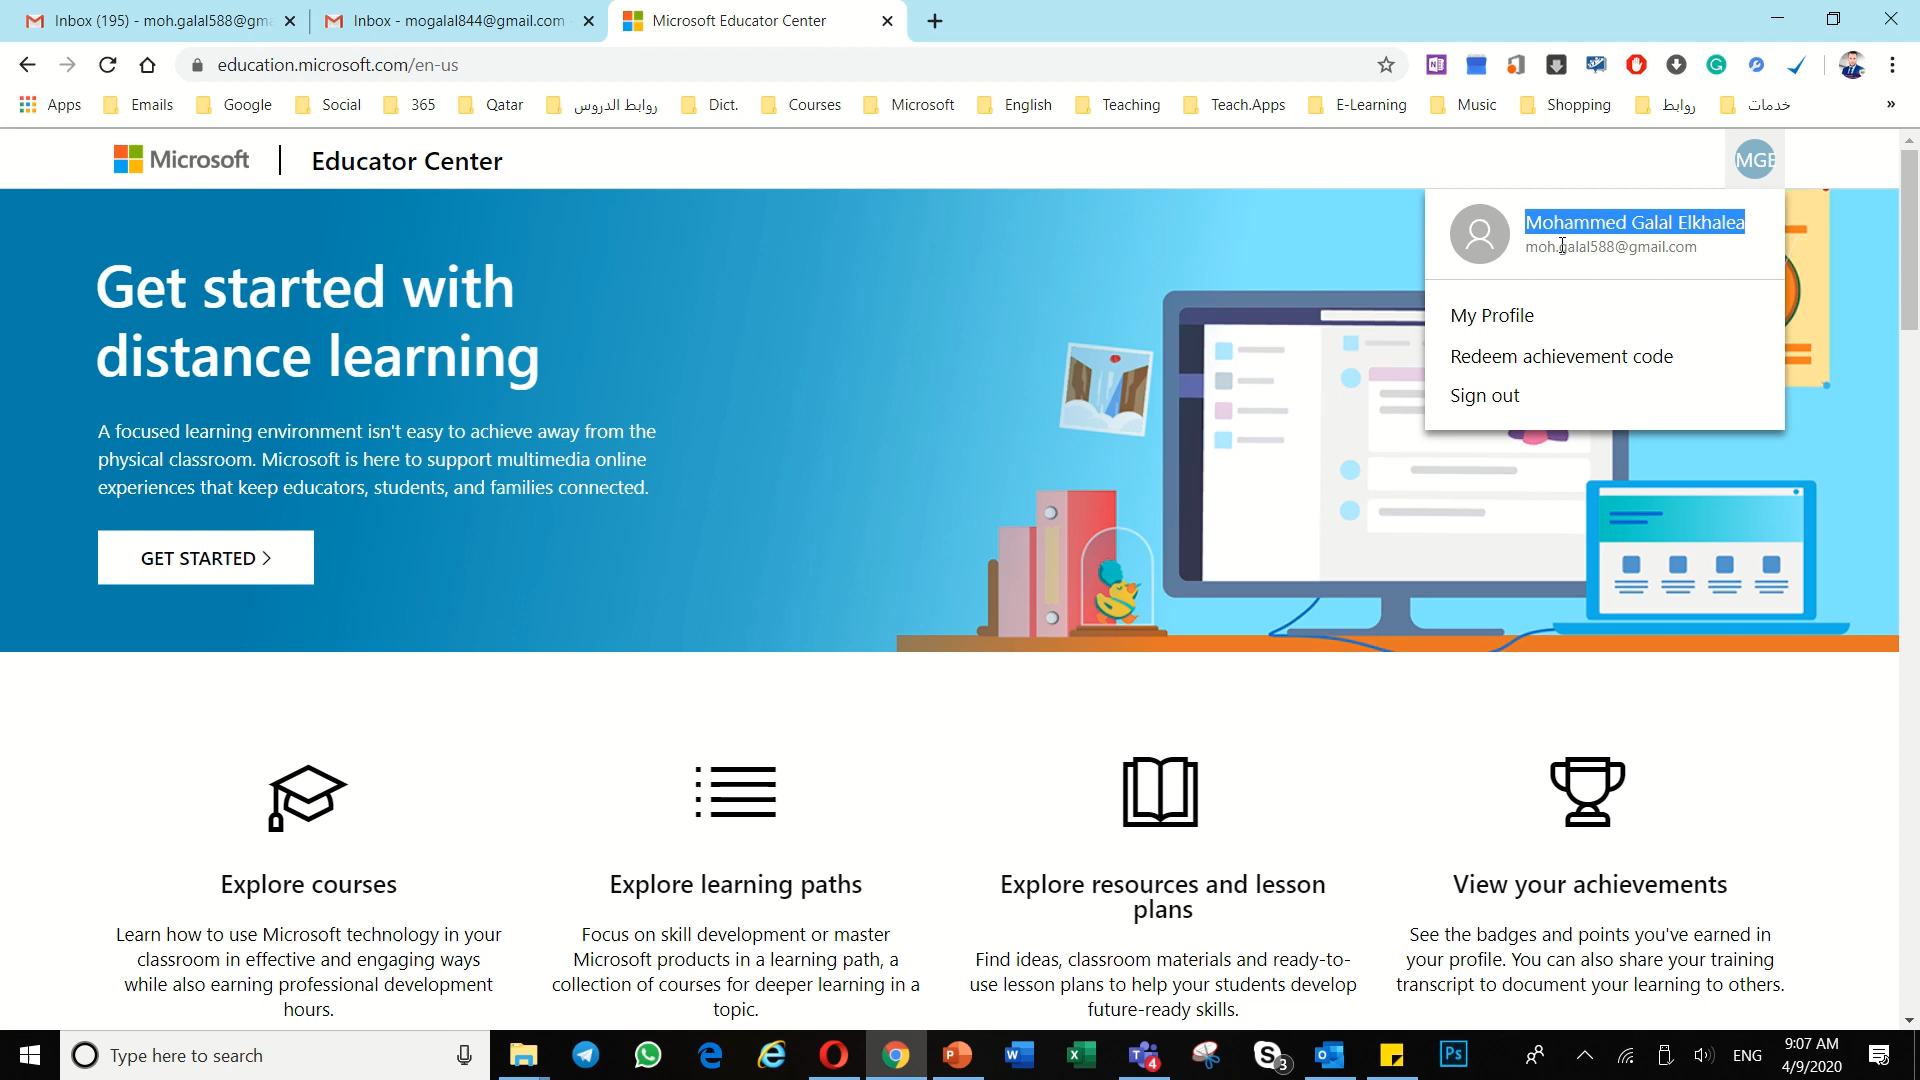 Inbox (195) - moh.galal588@gma
Inbox - mogalal844@gmail.com
Microsoft Educator Center
education.microsoft.com/en-us
Apps Emails Google Social 365 Qatar روابط الدروس Dict. Courses Microsoft English Teaching Teach.Apps E-Learning Music Shopping روابط خدمات »
Microsoft Educator Center
MGE
Mohammed Galal Elkhalea
moh.galal588@gmail.com
My Profile
Redeem achievement code
Sign out
Get started with
distance learning
A focused learning environment isn't easy to achieve away from the
physical classroom. Microsoft is here to support multimedia online
experiences that keep educators, students, and families connected.
GET STARTED >
Explore courses
Learn how to use Microsoft technology in your
classroom in effective and engaging ways
while also earning professional development
hours.
Explore learning paths
Focus on skill development or master
Microsoft products in a learning path, a
collection of courses for deeper learning in a
topic.
Explore resources and lesson
plans
Find ideas, classroom materials and ready-to-
use lesson plans to help your students develop
future-ready skills.
View your achievements
See the badges and points you've earned in
your profile. You can also share your training
transcript to document your learning to others.
Type here to search
4
3
Ps
ENG
9:07 AM
4/9/2020